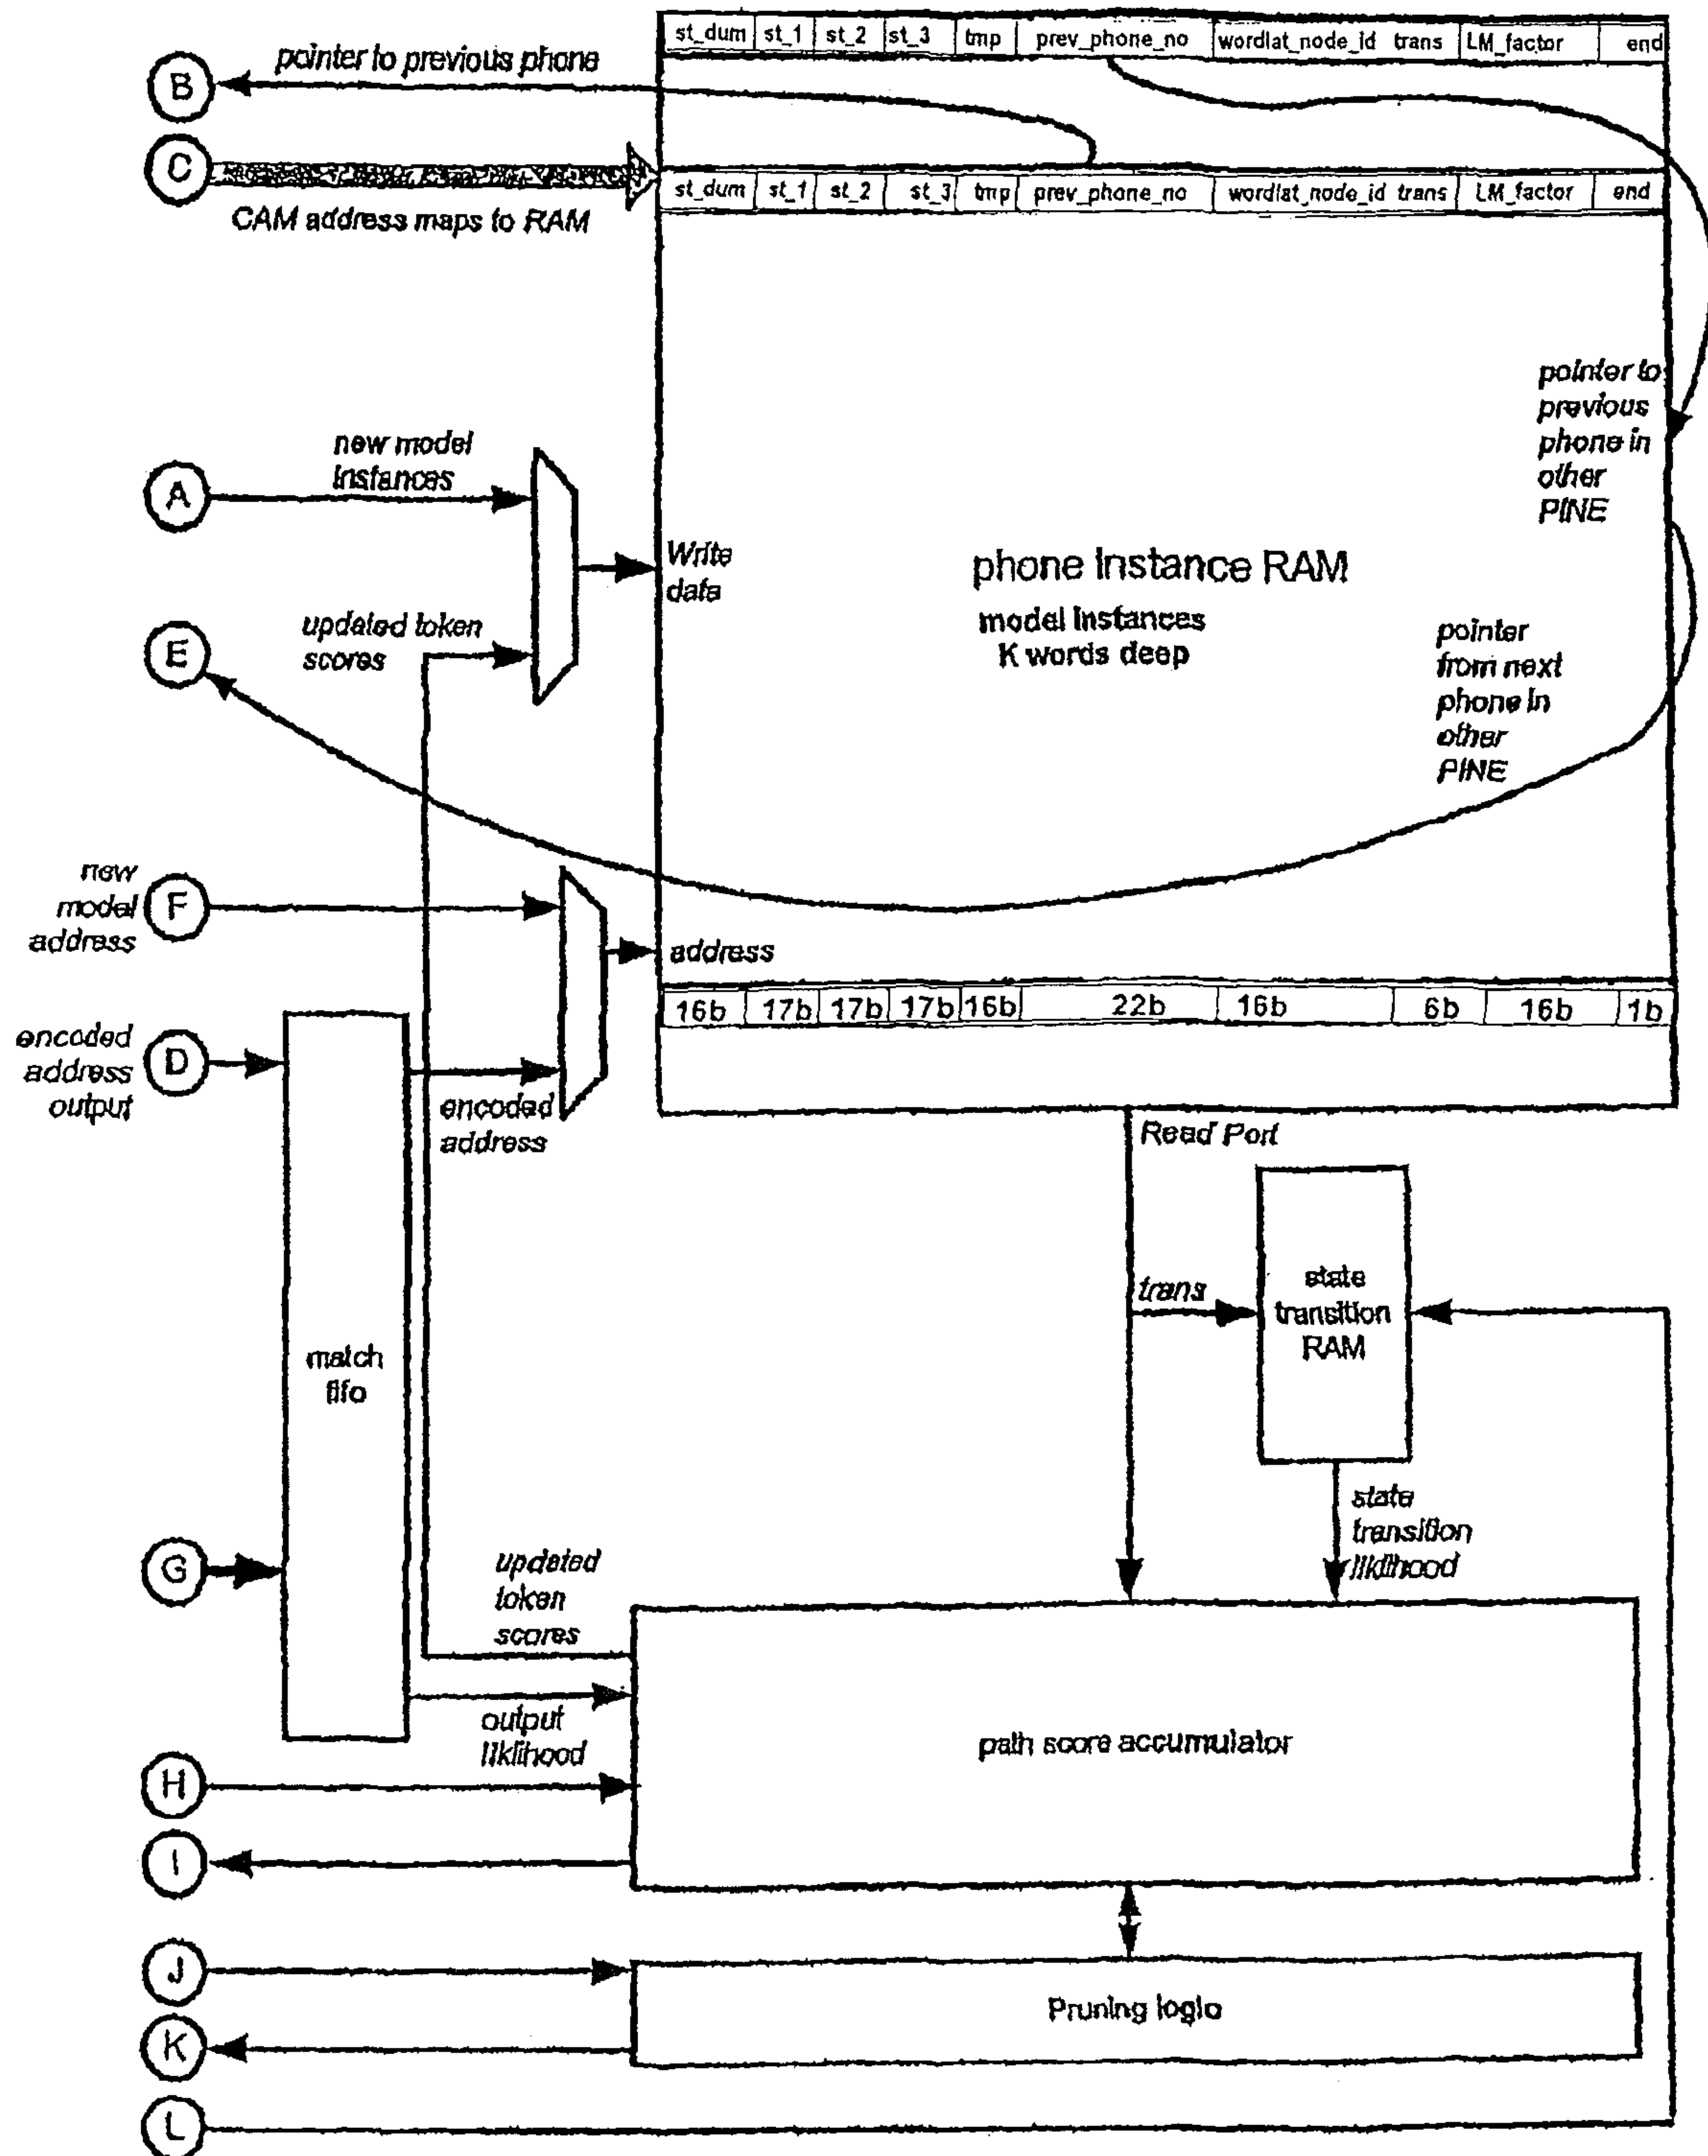 st_dum st_1 st_2 st_3 tmp prev_phone_no wordlat_node_id trans LM_factor end
pointer to previous phone
B
C
st_dum st_1 st_2 st_3 tmp prev_phone_no wordlat_node_id trans LM_factor end
CAM address maps to RAM
pointer to
previous
phone in
other
PINE
new model
instances
A
Write
data
phone Instance RAM
model Instances
K words deep
updated token
scores
E
pointer
from next
phone in
other
PINE
new
model
address
F
address
16b 17b 17b 17b 16b 22b 16b 6b 16b 1b
encoded
address
output
D
encoded
address
Read Port
trans
state
transition
RAM
match
fifo
state
transition
liklihood
G
updated
token
scores
output
liklihood
path score accumulator
H
I
J
Pruning logic
K
L